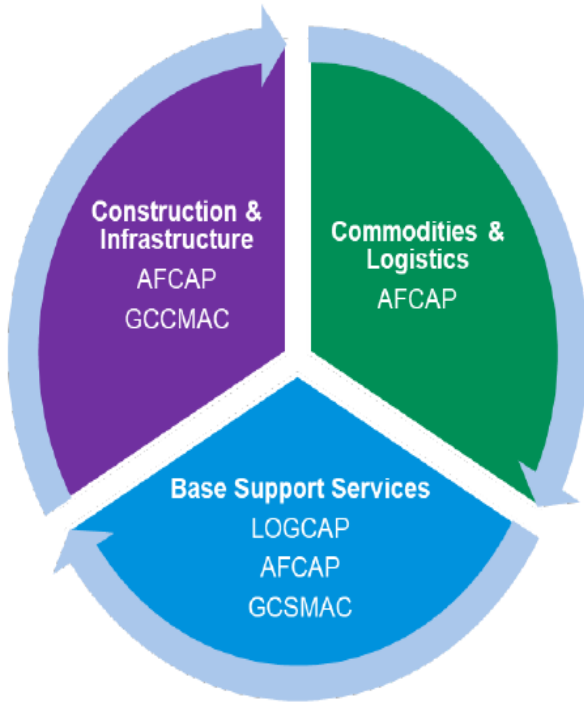 Construction &
Infrastructure
AFCAP
GCCMAC
Commodities &
Logistics
AFCAP
Base Support Services
LOGCAP
AFCAP
GCSMAC